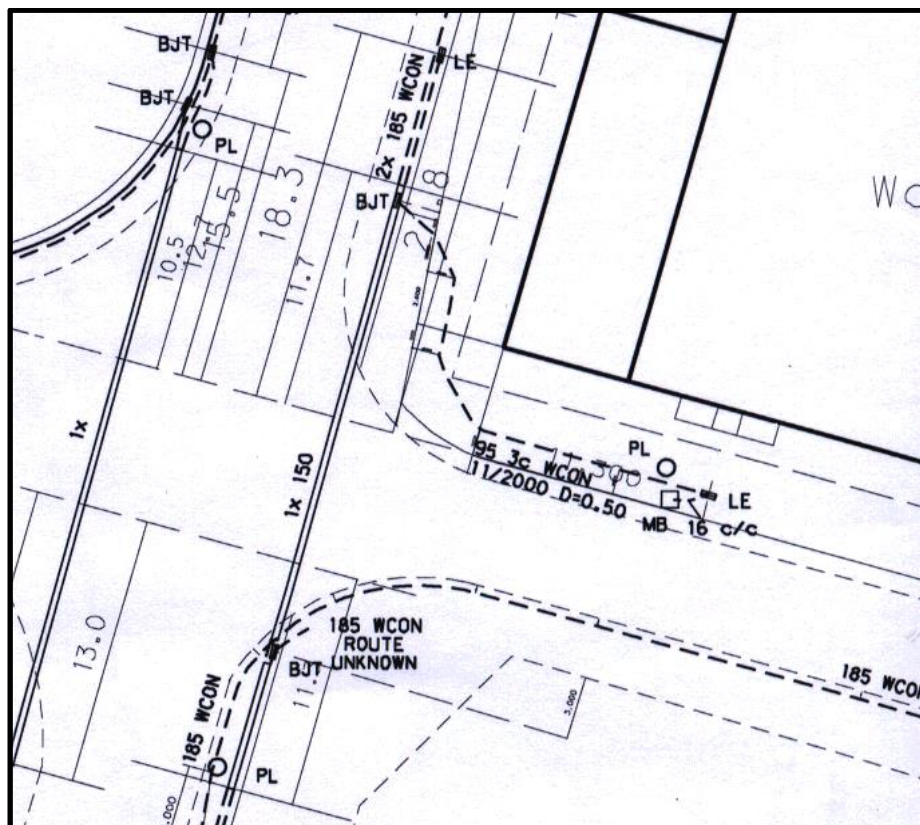 BJT
LE
BJT
PL
2x 185 WCON
BJT
10.5
12.7
15.5
18.3
11.7
1x
1x 150
PL
95 3c WCON
11/2000 D=0.50
LE
MB 16 c/c
13.0
185 WCON
ROUTE
UNKNOWN
BJT
185 WCON
185 WCON
3.000
PL